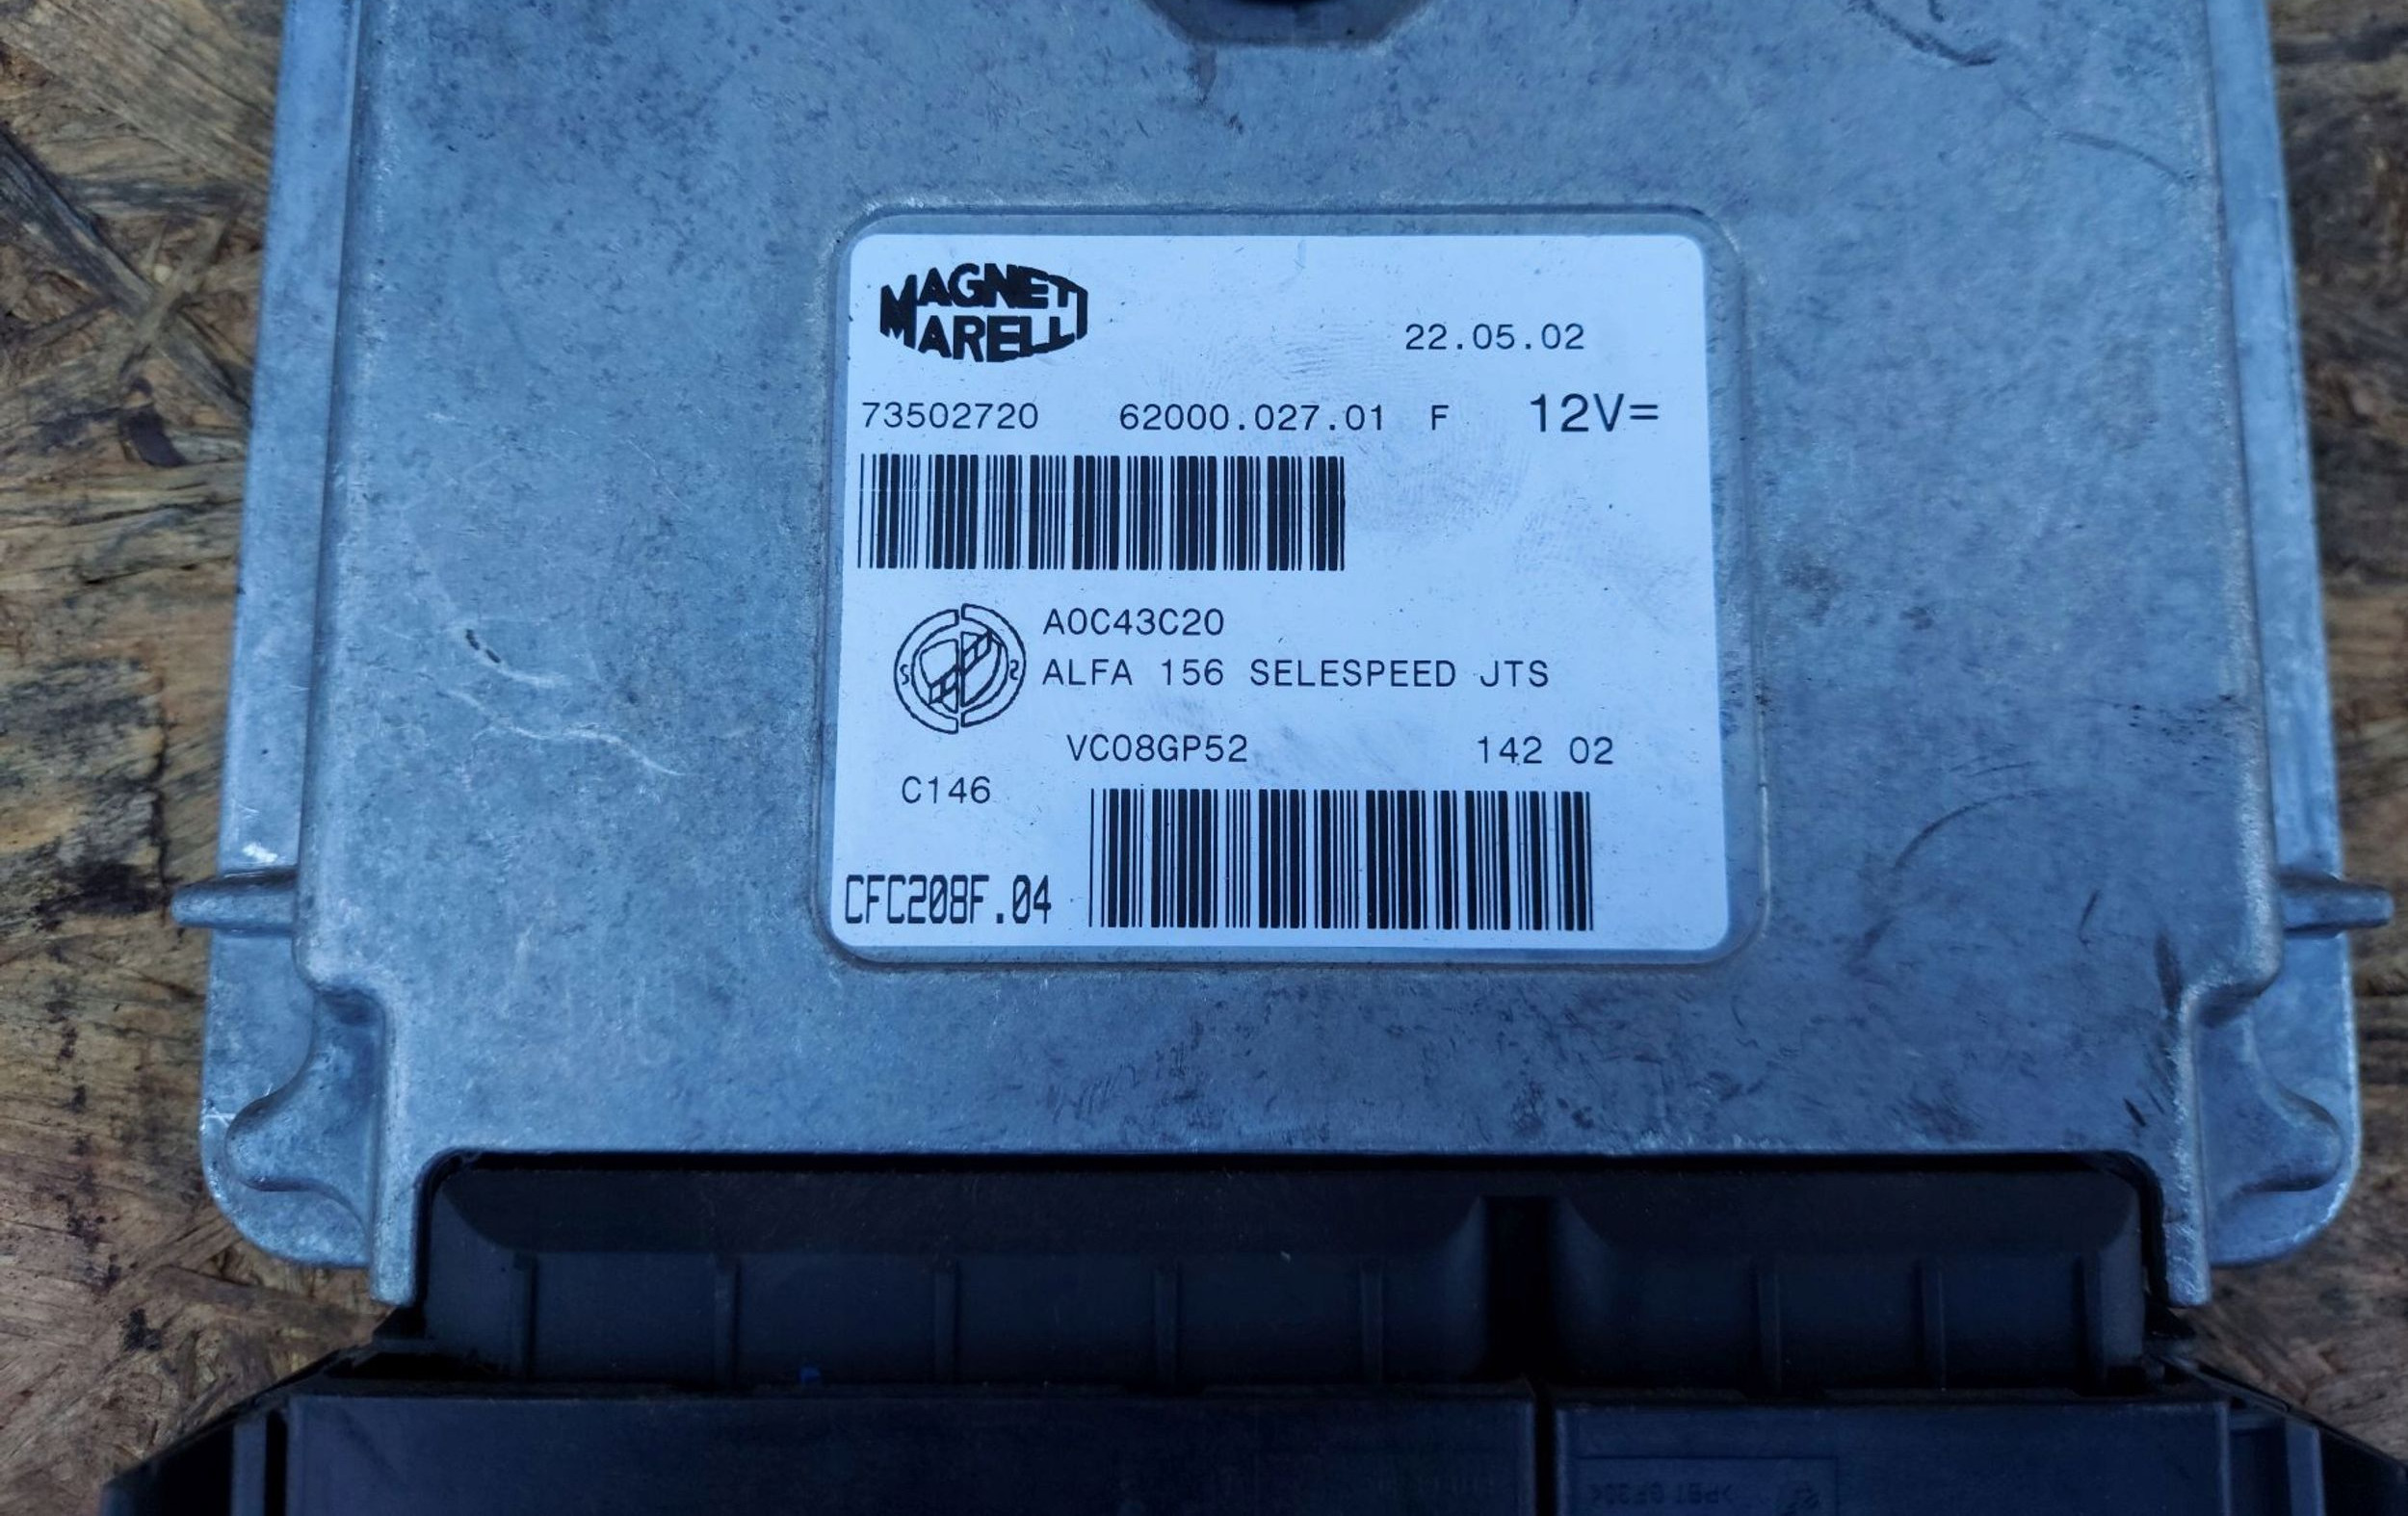 MAGNETI
MARELLI
22.05.02
73502720 62000.027.01 F 12V=
A0C43C20
ALFA 156 SELESPEED JTS
VC08GP52 142 02
C146
CFC208F.04